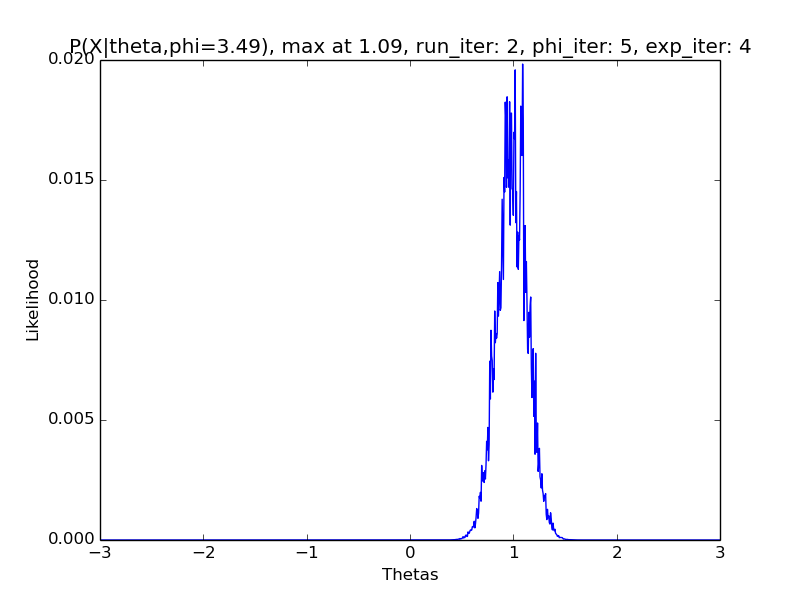 P(X|theta,phi=3.49), max at 1.09, run_iter: 2, phi_iter: 5, exp_iter: 4
0.020
0.015
0.010
0.005
0.000
Likelihood
−3 −2 −1 0 1 2 3
Thetas